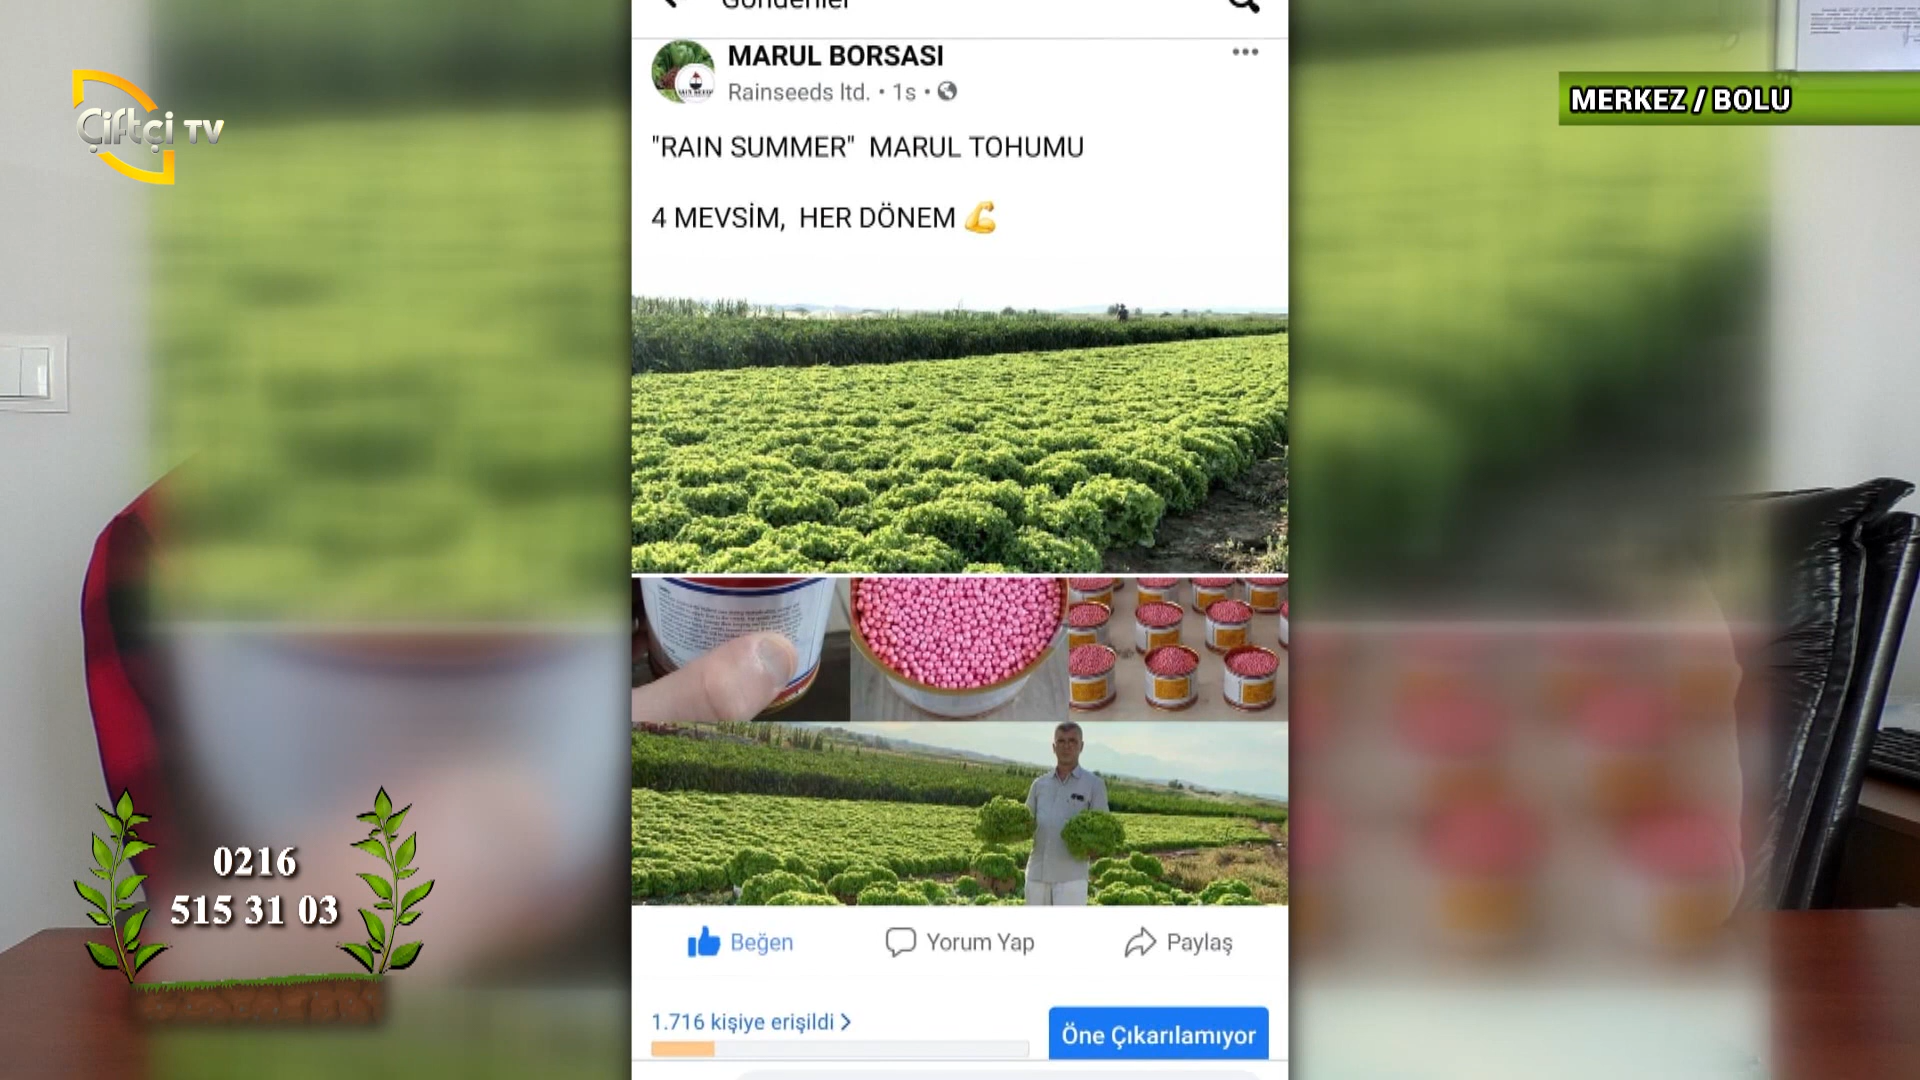 Gönderiler
MARUL BORSASI
Rainseeds ltd. • 1s •
"RAIN SUMMER" MARUL TOHUMU
4 MEVSİM, HER DÖNEM 💪
Çiftçi TV
MERKEZ / BOLU
0216
515 31 03
Beğen
Yorum Yap
Paylaş
1.716 kişiye erişildi
Öne Çıkarılamıyor